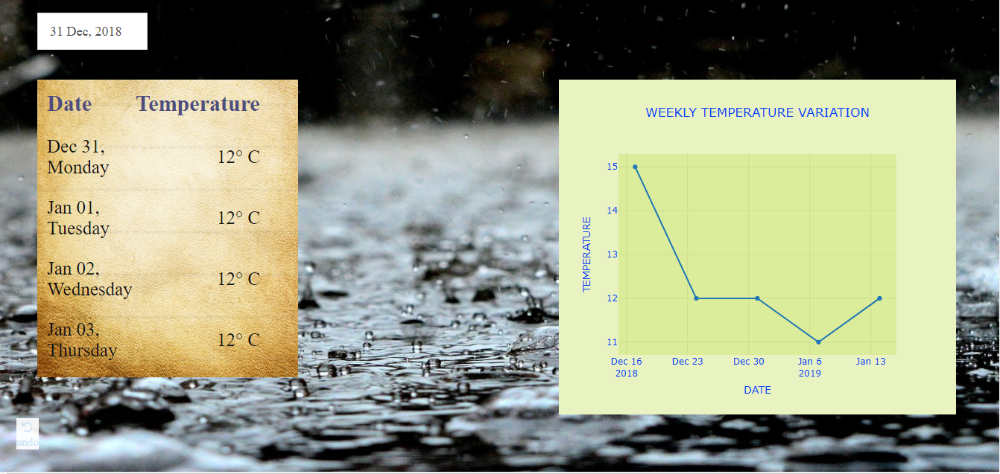 31 Dec, 2018
Date Temperature
Dec 31,
Monday
12° C
Jan 01,
Tuesday
12° C
Jan 02,
Wednesday
12° C
Jan 03,
Thursday
12° C
undo
WEEKLY TEMPERATURE VARIATION
TEMPERATURE
15
14
13
12
11
Dec 16 Dec 23 Dec 30 Jan 6 Jan 13
2018 2019
DATE